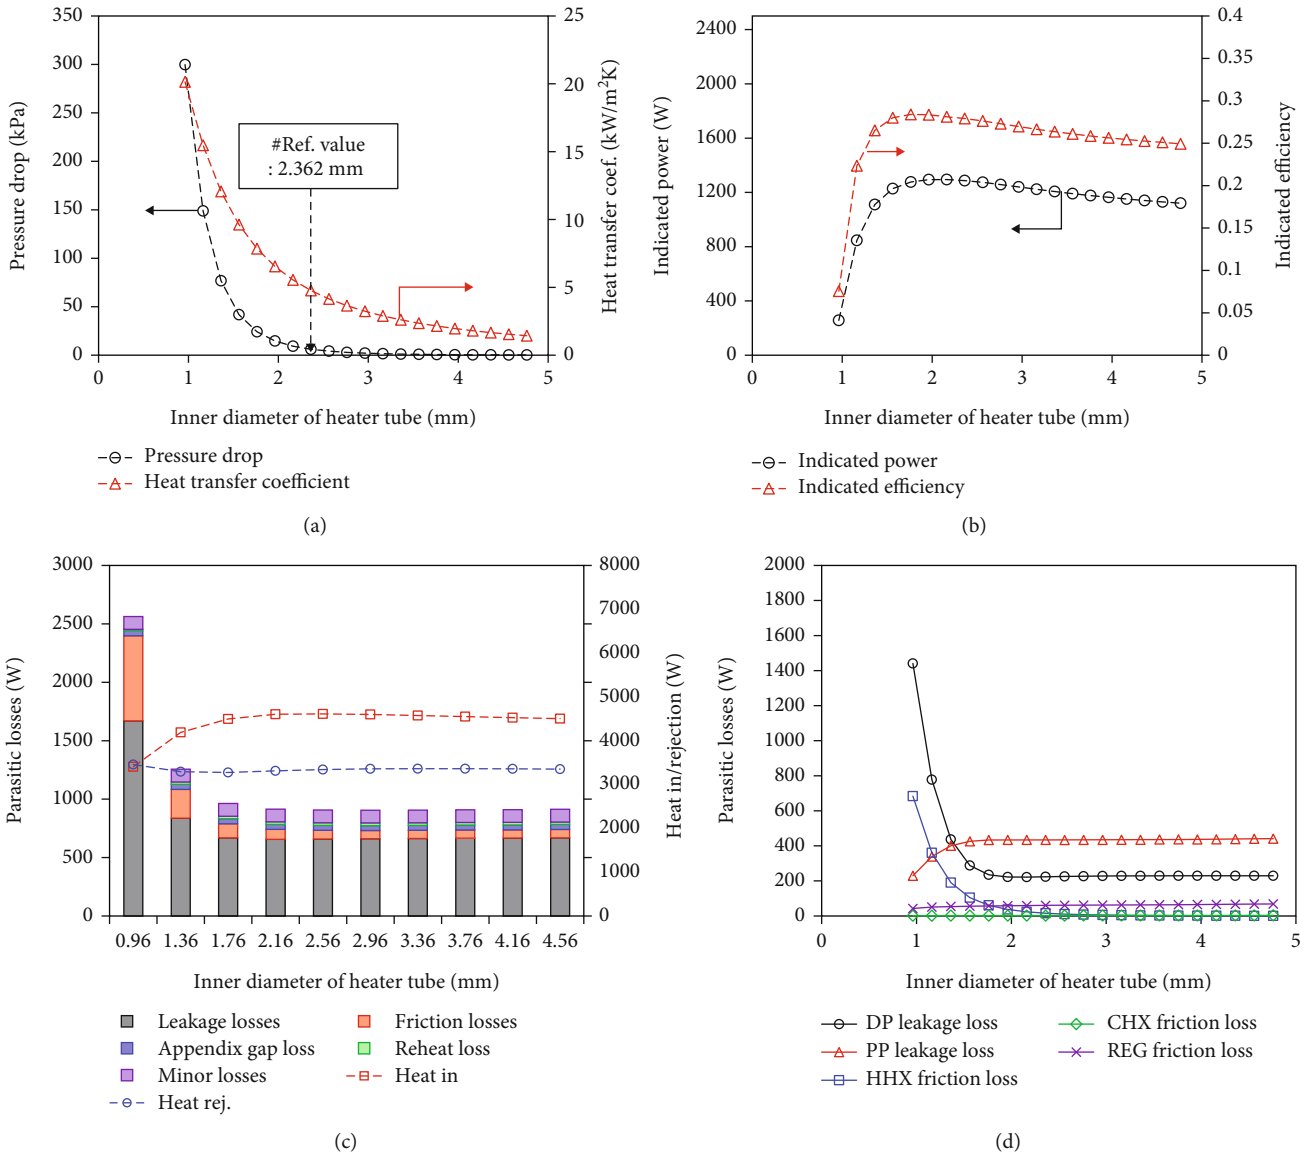 350
300
250
200
150
100
50
0
Pressure drop (kPa)
25
20
15
10
5
0
Heat transfer coef. (kW/m²K)
#Ref. value
: 2.362 mm
0 1 2 3 4 5
Inner diameter of heater tube (mm)
Pressure drop
Heat transfer coefficient
(a)
2400
2000
1600
1200
800
400
0
Indicated power (W)
0.4
0.35
0.3
0.25
0.2
0.15
0.1
0.05
0
Indicated efficiency
0 1 2 3 4 5
Inner diameter of heater tube (mm)
Indicated power
Indicated efficiency
(b)
3000
2500
2000
1500
1000
500
0
Parasitic losses (W)
8000
7000
6000
5000
4000
3000
2000
1000
0
Heat in/rejection (W)
0.96 1.36 1.76 2.16 2.56 2.96 3.36 3.76 4.16 4.56
Inner diameter of heater tube (mm)
Leakage losses
Friction losses
Appendix gap loss
Reheat loss
Minor losses
Heat in
Heat rej.
(c)
2000
1800
1600
1400
1200
1000
800
600
400
200
0
Parasitic losses (W)
0 1 2 3 4 5
Inner diameter of heater tube (mm)
DP leakage loss
CHX friction loss
PP leakage loss
REG friction loss
HHX friction loss
(d)